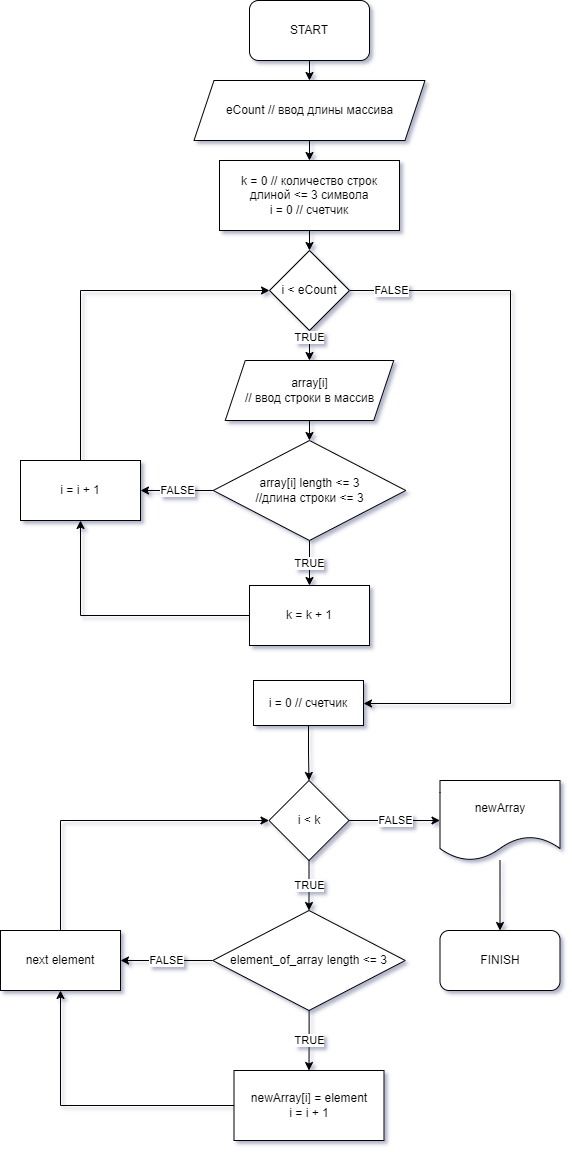 START
eCount // ввод длины массива
k = 0 // количество строк
длиной <= 3 символа
i = 0 // счетчик
i < eCount
FALSE
TRUE
array[i]
// ввод строки в массив
array[i] length <= 3
//длина строки <= 3
FALSE
i = i + 1
TRUE
k = k + 1
i = 0 // счетчик
i < k
FALSE
newArray
TRUE
element_of_array length <= 3
FALSE
next element
FINISH
TRUE
newArray[i] = element
i = i + 1